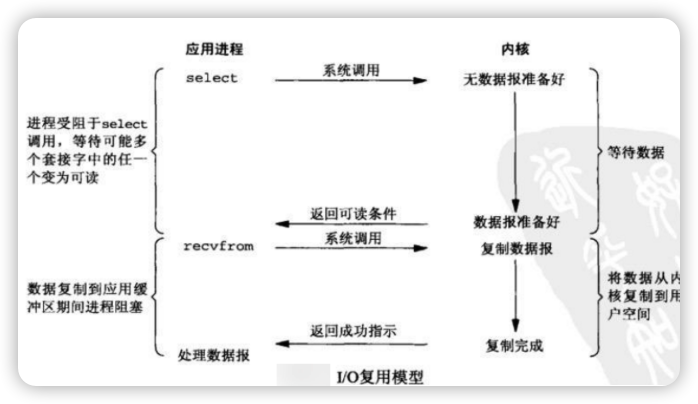 应用进程
内核
select
系统调用
无数据报准备好
进程受阻于select
调用，等待可能多
个套接字中的任一
个变为可读
等待数据
返回可读条件
数据报准备好
recvfrom
系统调用
复制数据报
数据复制到应用缓
冲区期间进程阻塞
将数据从内
核复制到用
户空间
返回成功指示
处理数据报
复制完成
I/O复用模型